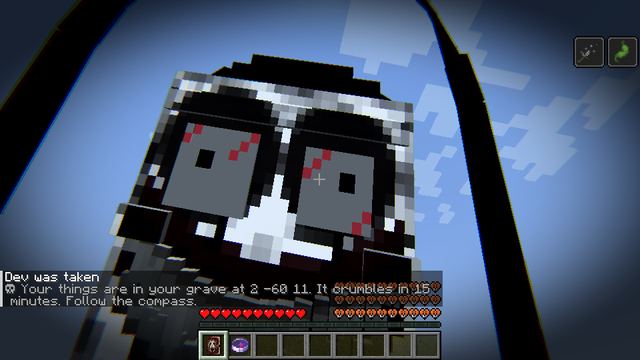 Dev was taken
☠ Your things are in your grave at 2 -60 11. It crumbles in 15
minutes. Follow the compass.